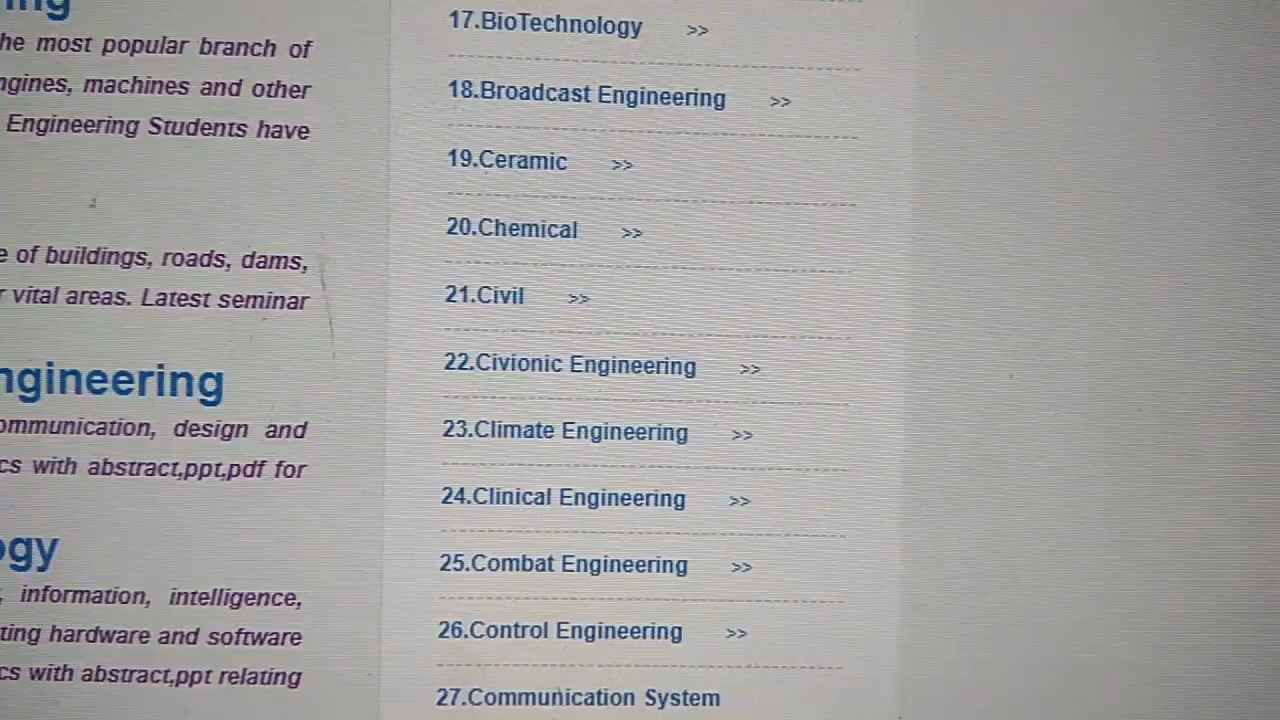 he most popular branch of
ngines, machines and other
Engineering Students have
e of buildings, roads, dams,
r vital areas. Latest seminar
ngineering
ommunication, design and
cs with abstract,ppt,pdf for
ogy
, information, intelligence,
ting hardware and software
cs with abstract,ppt relating
17.BioTechnology >>
18.Broadcast Engineering >>
19.Ceramic >>
20.Chemical >>
21.Civil >>
22.Civionic Engineering >>
23.Climate Engineering >>
24.Clinical Engineering >>
25.Combat Engineering >>
26.Control Engineering >>
27.Communication System